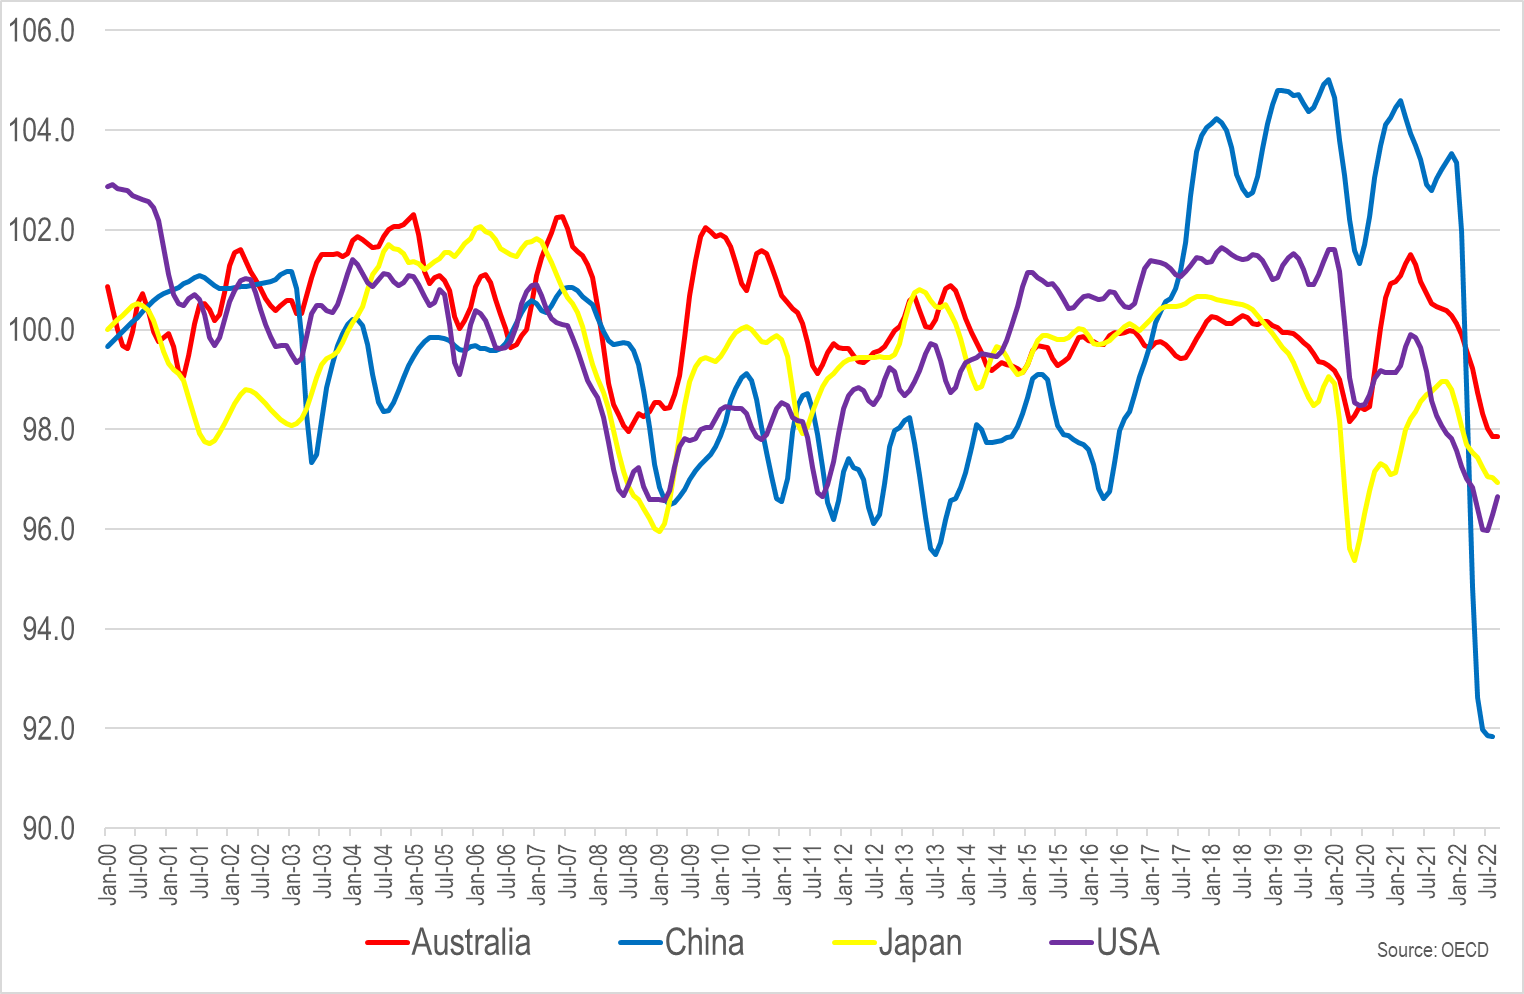 106.0
104.0
102.0
100.0
98.0
96.0
94.0
92.0
90.0
Jan-00
Jul-00
Jan-01
Jul-01
Jan-02
Jul-02
Jan-03
Jul-03
Jan-04
Jul-04
Jan-05
Jul-05
Jan-06
Jul-06
Jan-07
Jul-07
Jan-08
Jul-08
Jan-09
Jul-09
Jan-10
Jul-10
Jan-11
Jul-11
Jan-12
Jul-12
Jan-13
Jul-13
Jan-14
Jul-14
Jan-15
Jul-15
Jan-16
Jul-16
Jan-17
Jul-17
Jan-18
Jul-18
Jan-19
Jul-19
Jan-20
Jul-20
Jan-21
Jul-21
Jan-22
Jul-22
Australia China Japan USA
Source: OECD